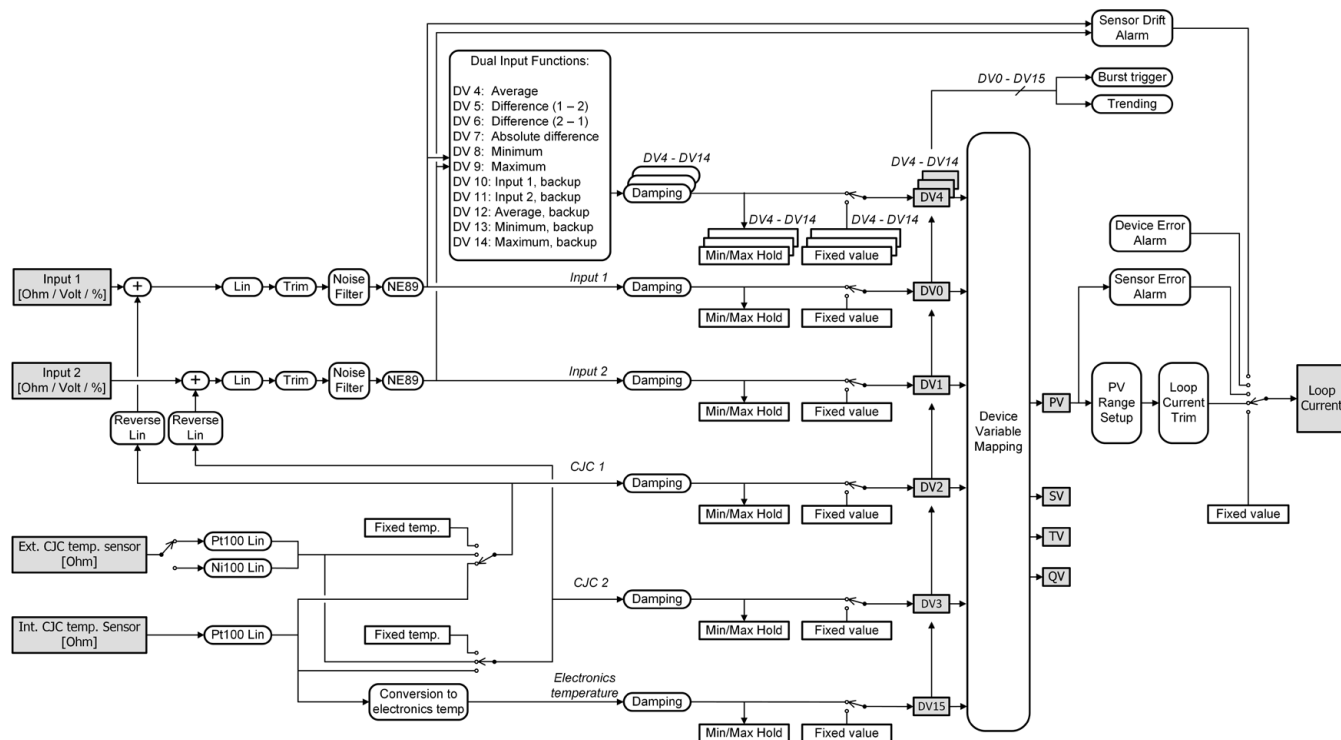 Sensor Drift
Alarm
Dual Input Functions:
DV 4: Average
DV 5: Difference (1 – 2)
DV 6: Difference (2 – 1)
DV 7: Absolute difference
DV 8: Minimum
DV 9: Maximum
DV 10: Input 1, backup
DV 11: Input 2, backup
DV 12: Average, backup
DV 13: Minimum, backup
DV 14: Maximum, backup
DV0 - DV15
Burst trigger
Trending
DV4 - DV14
Damping
DV4 - DV14
DV4
DV4 - DV14
DV4 - DV14
Min/Max Hold
Fixed value
Device Error
Alarm
Sensor Error
Alarm
Input 1
[Ohm / Volt / %]
+
Lin
Trim
Noise
Filter
NE89
Input 1
Damping
DV0
Min/Max Hold
Fixed value
Input 2
[Ohm / Volt / %]
+
Lin
Trim
Noise
Filter
NE89
Input 2
Damping
DV1
Min/Max Hold
Fixed value
Reverse
Lin
Reverse
Lin
Device
Variable
Mapping
PV
PV
Range
Setup
Loop
Current
Trim
Loop
Current
CJC 1
Damping
DV2
Min/Max Hold
Fixed value
SV
TV
QV
Fixed value
Fixed temp.
Ext. CJC temp. sensor
[Ohm]
Pt100 Lin
Ni100 Lin
CJC 2
Damping
DV3
Min/Max Hold
Fixed value
Int. CJC temp. Sensor
[Ohm]
Pt100 Lin
Fixed temp.
Conversion to
electronics temp
Electronics
temperature
Damping
DV15
Min/Max Hold
Fixed value